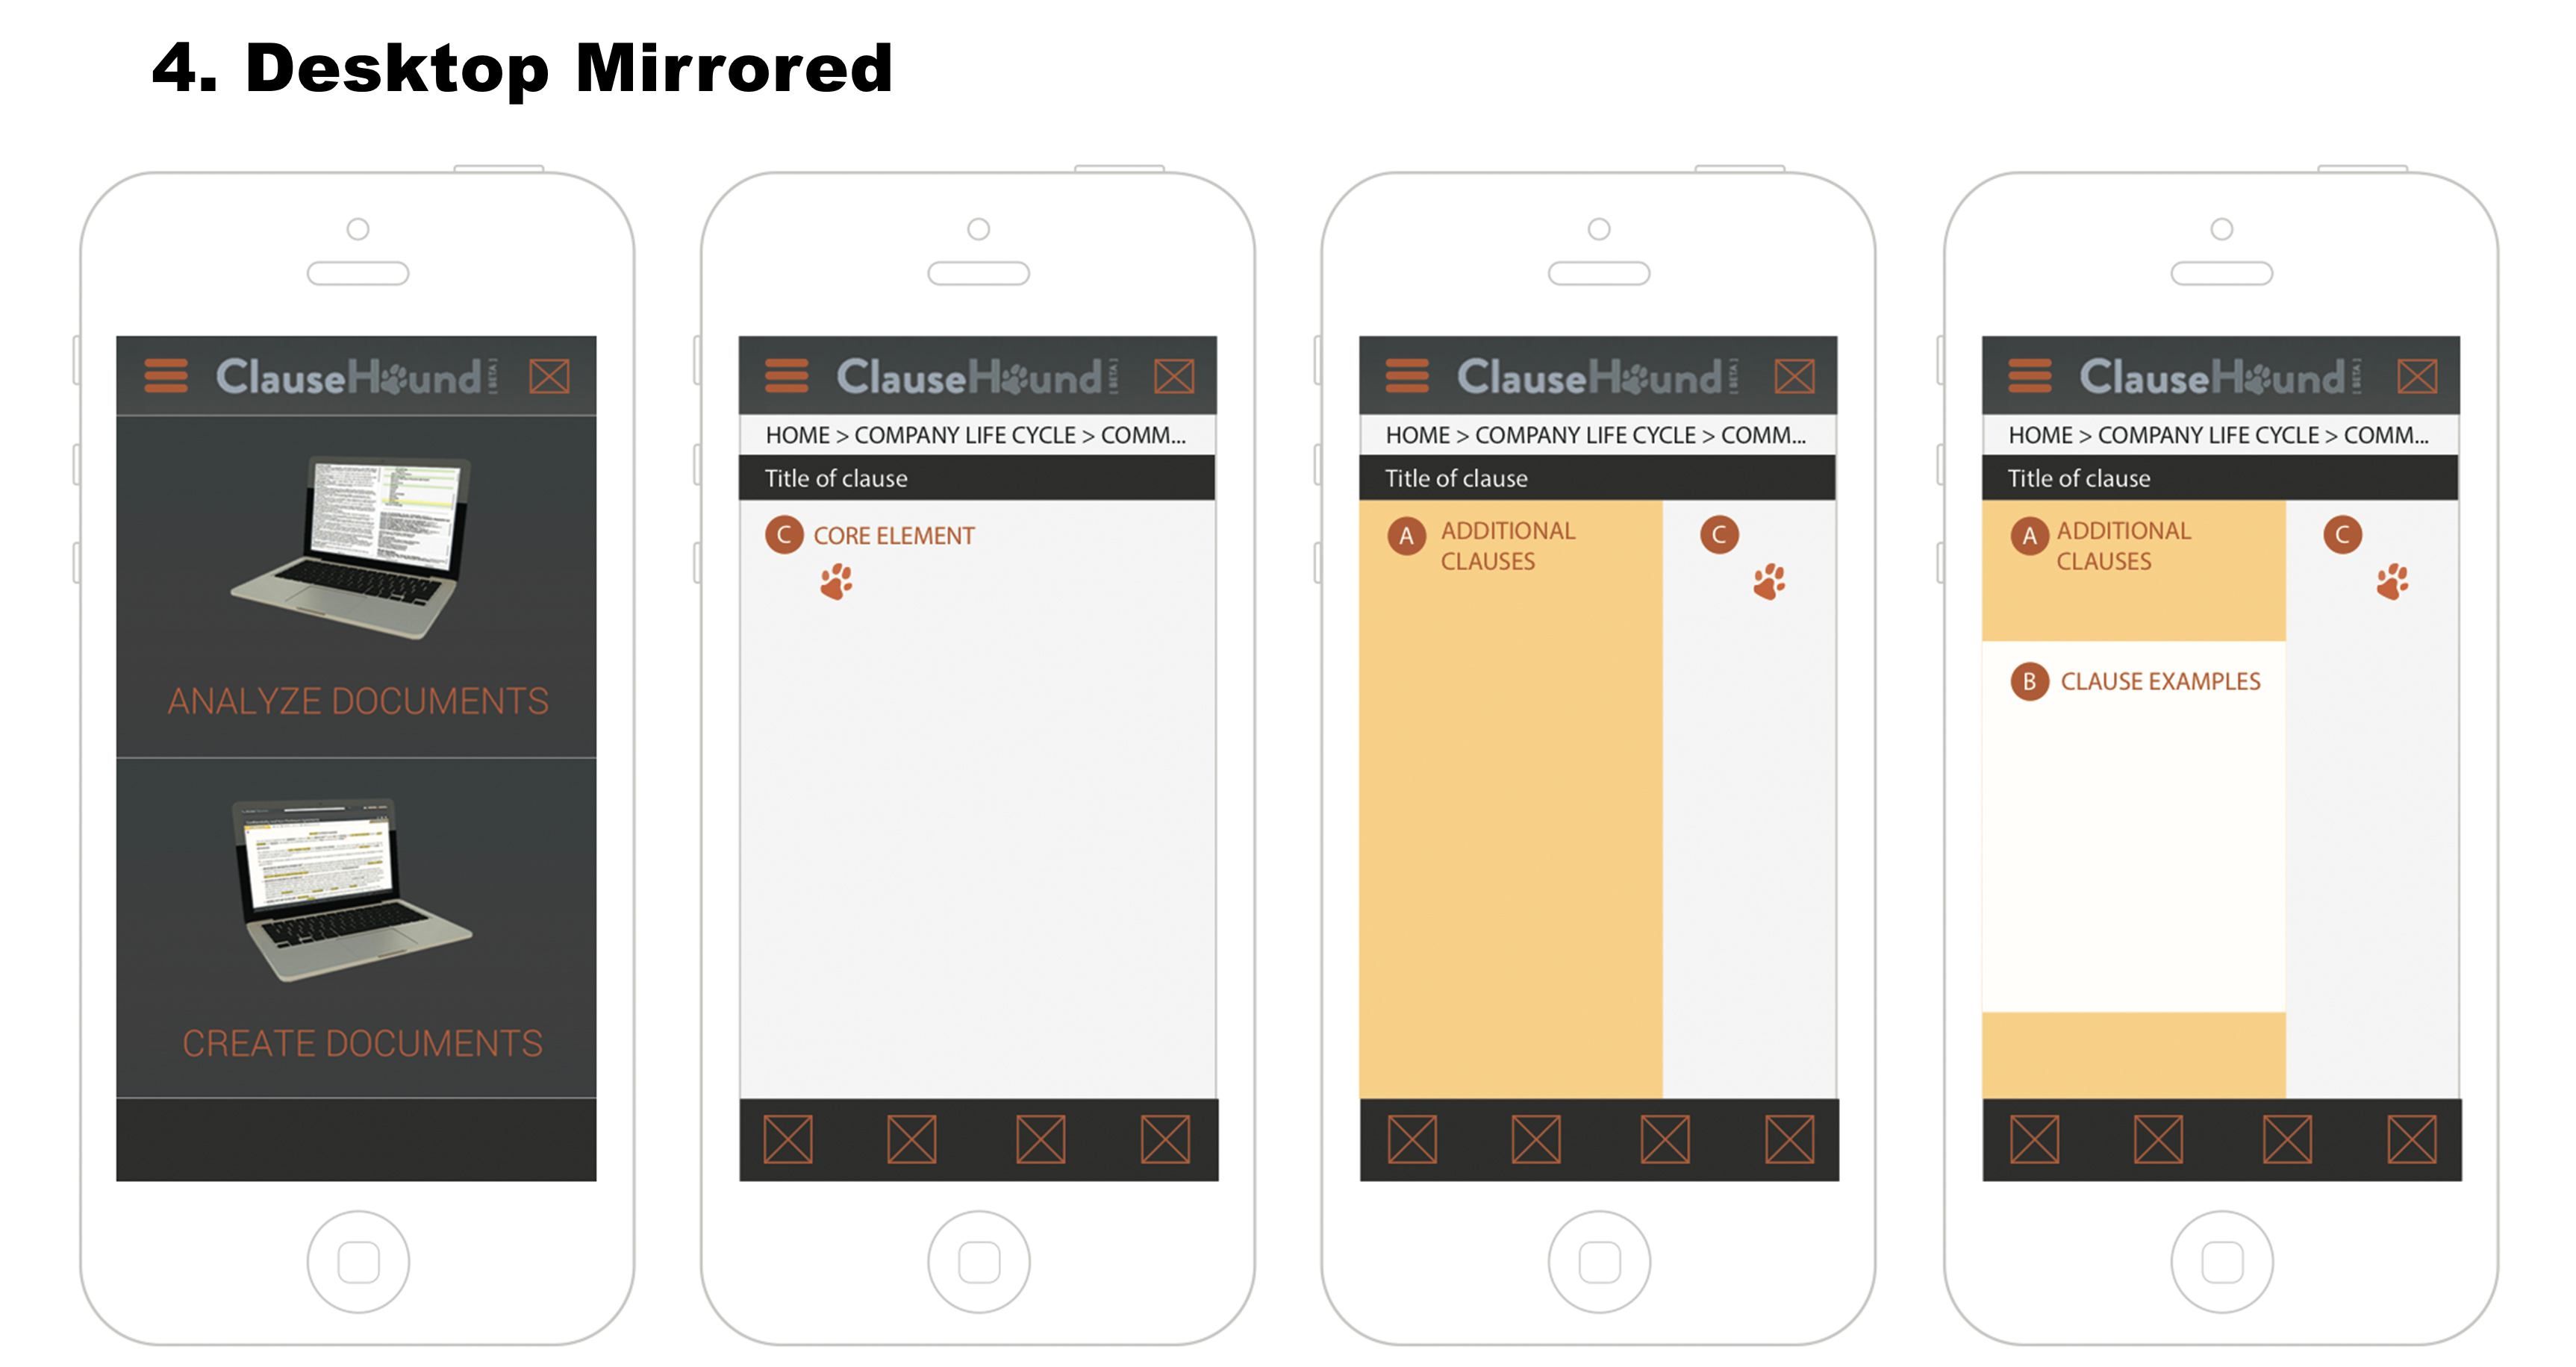 4. Desktop Mirrored
ClauseHound [BETA]
ANALYZE DOCUMENTS
CREATE DOCUMENTS
ClauseHound [BETA]
HOME > COMPANY LIFE CYCLE > COMM...
Title of clause
C CORE ELEMENT
ClauseHound [BETA]
HOME > COMPANY LIFE CYCLE > COMM...
Title of clause
A ADDITIONAL
CLAUSES
C
ClauseHound [BETA]
HOME > COMPANY LIFE CYCLE > COMM...
Title of clause
A ADDITIONAL
CLAUSES
C
B CLAUSE EXAMPLES